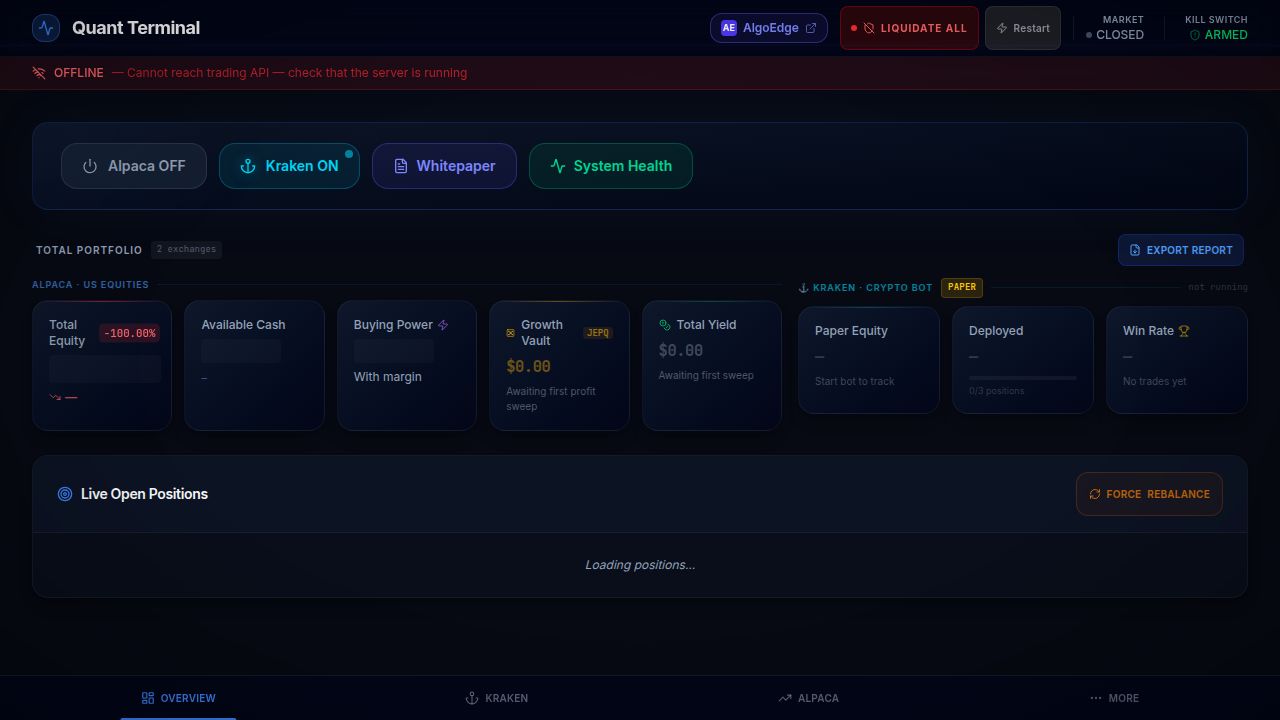 Quant Terminal
AE AlgoEdge
LIQUIDATE ALL
Restart
MARKET
CLOSED
KILL SWITCH
ARMED
OFFLINE — Cannot reach trading API — check that the server is running
Alpaca OFF
Kraken ON
Whitepaper
System Health
TOTAL PORTFOLIO
2 exchanges
EXPORT REPORT
ALPACA · US EQUITIES
Total Equity
-100.00%
—
Available Cash
—
Buying Power
With margin
Growth Vault
JEPQ
$0.00
Awaiting first profit sweep
Total Yield
$0.00
Awaiting first sweep
KRAKEN · CRYPTO BOT
PAPER
not running
Paper Equity
—
Start bot to track
Deployed
—
0/3 positions
Win Rate
—
No trades yet
Live Open Positions
FORCE REBALANCE
Loading positions...
OVERVIEW
KRAKEN
ALPACA
MORE